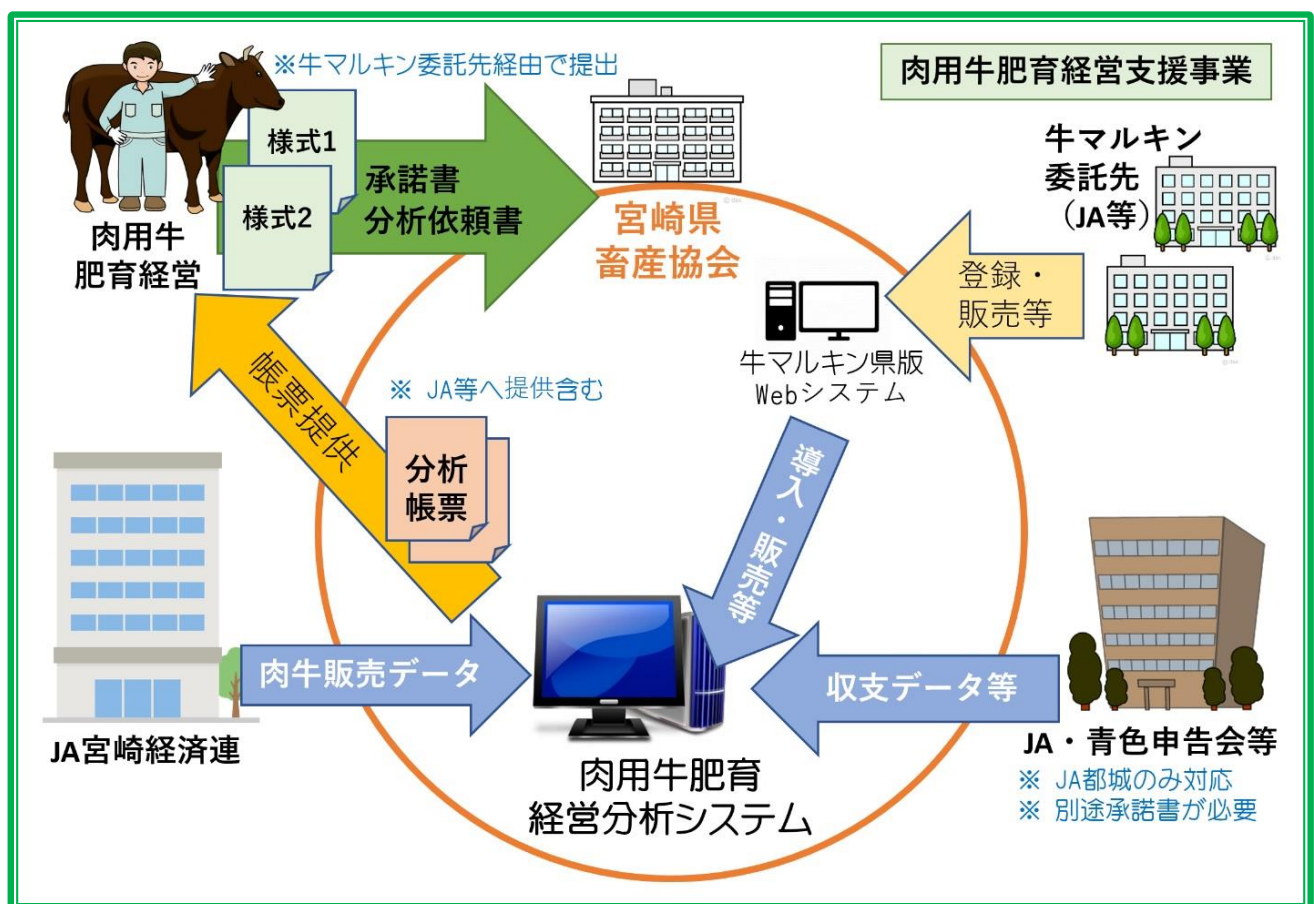 ※牛マルキン委託先経由で提出
肉用牛肥育経営支援事業
様式1
様式2
承諾書
分析依頼書
肉用牛
肥育経営
宮崎県
畜産協会
牛マルキン
委託先
（JA等）
登録・
販売等
牛マルキン県版
Webシステム
帳票提供
※ JA等へ提供含む
分析
帳票
導入・販売等
肉牛販売データ
収支データ等
JA宮崎経済連
肉用牛肥育
経営分析システム
JA・青色申告会等
※ JA都城のみ対応
※ 別途承諾書が必要